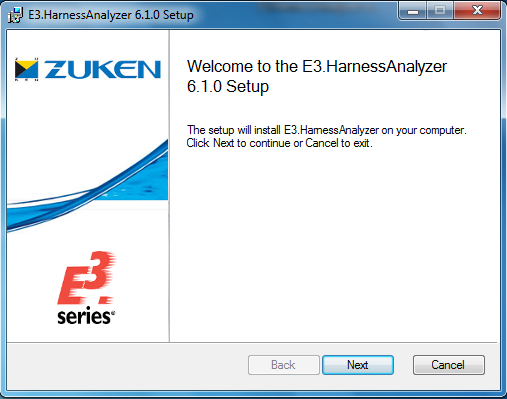 E3.HarnessAnalyzer 6.1.0 Setup
ZUKEN
Welcome to the E3.HarnessAnalyzer
6.1.0 Setup
The setup will install E3.HarnessAnalyzer on your computer.
Click Next to continue or Cancel to exit.
E3
series
Back
Next
Cancel